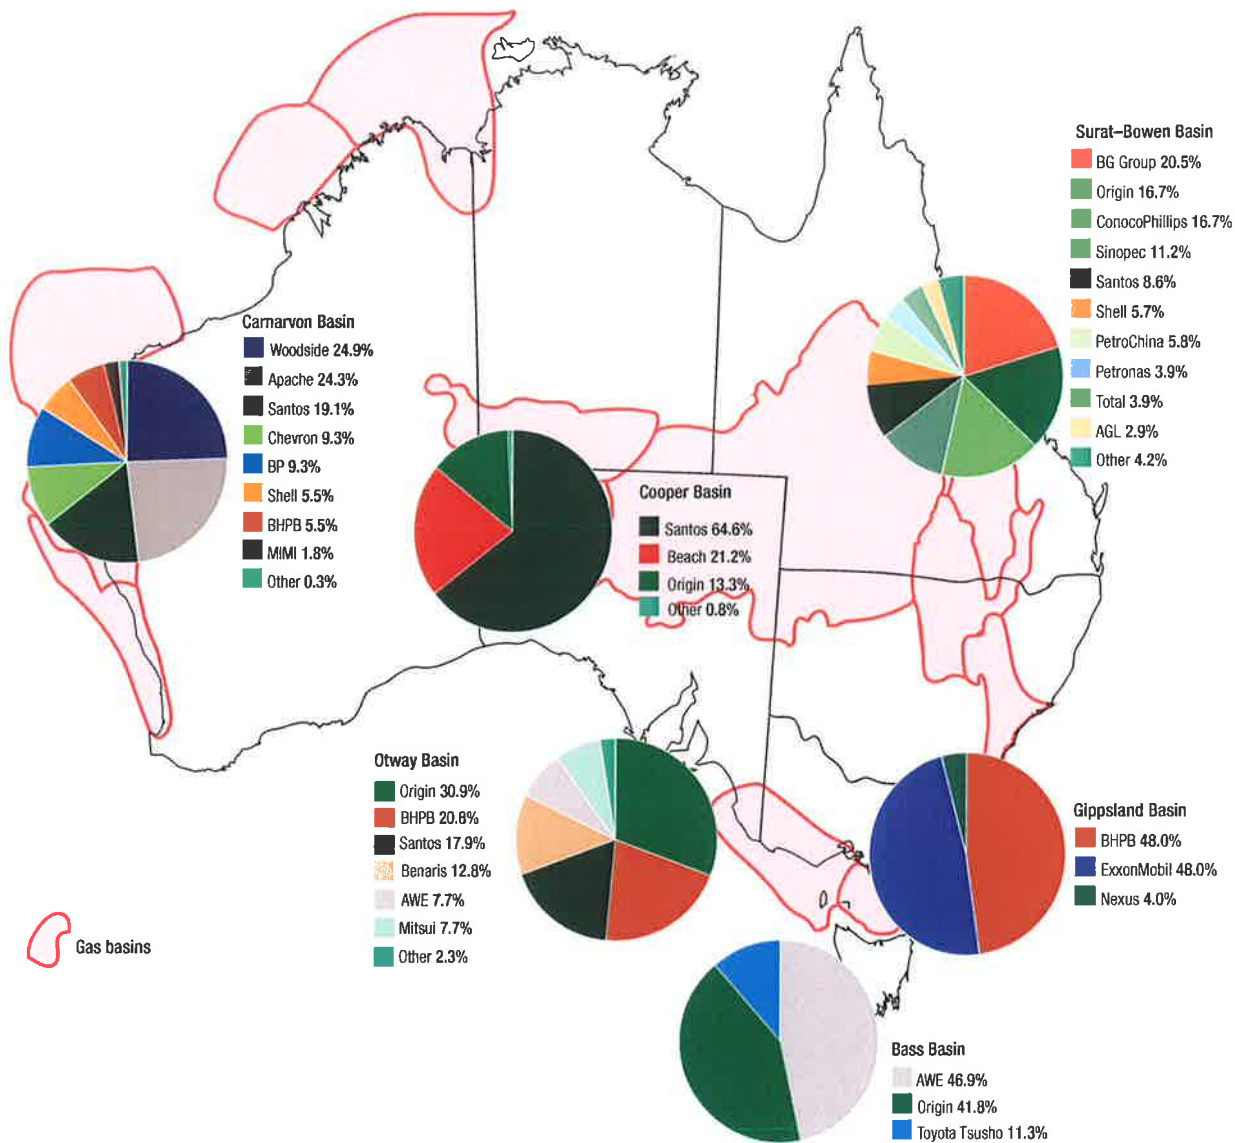 Surat–Bowen Basin
BG Group 20.5%
Origin 16.7%
ConocoPhillips 16.7%
Sinopec 11.2%
Santos 8.6%
Shell 5.7%
PetroChina 5.8%
Petronas 3.9%
Total 3.9%
AGL 2.9%
Other 4.2%
Carnarvon Basin
Woodside 24.9%
Apache 24.3%
Santos 19.1%
Chevron 9.3%
BP 9.3%
Shell 5.5%
BHPB 5.5%
MIMI 1.8%
Other 0.3%
Cooper Basin
Santos 64.6%
Beach 21.2%
Origin 13.3%
Other 0.8%
Otway Basin
Origin 30.9%
BHPB 20.8%
Santos 17.9%
Benaris 12.8%
AWE 7.7%
Mitsui 7.7%
Other 2.3%
Gippsland Basin
BHPB 48.0%
ExxonMobil 48.0%
Nexus 4.0%
Gas basins
Bass Basin
AWE 46.9%
Origin 41.8%
Toyota Tsusho 11.3%